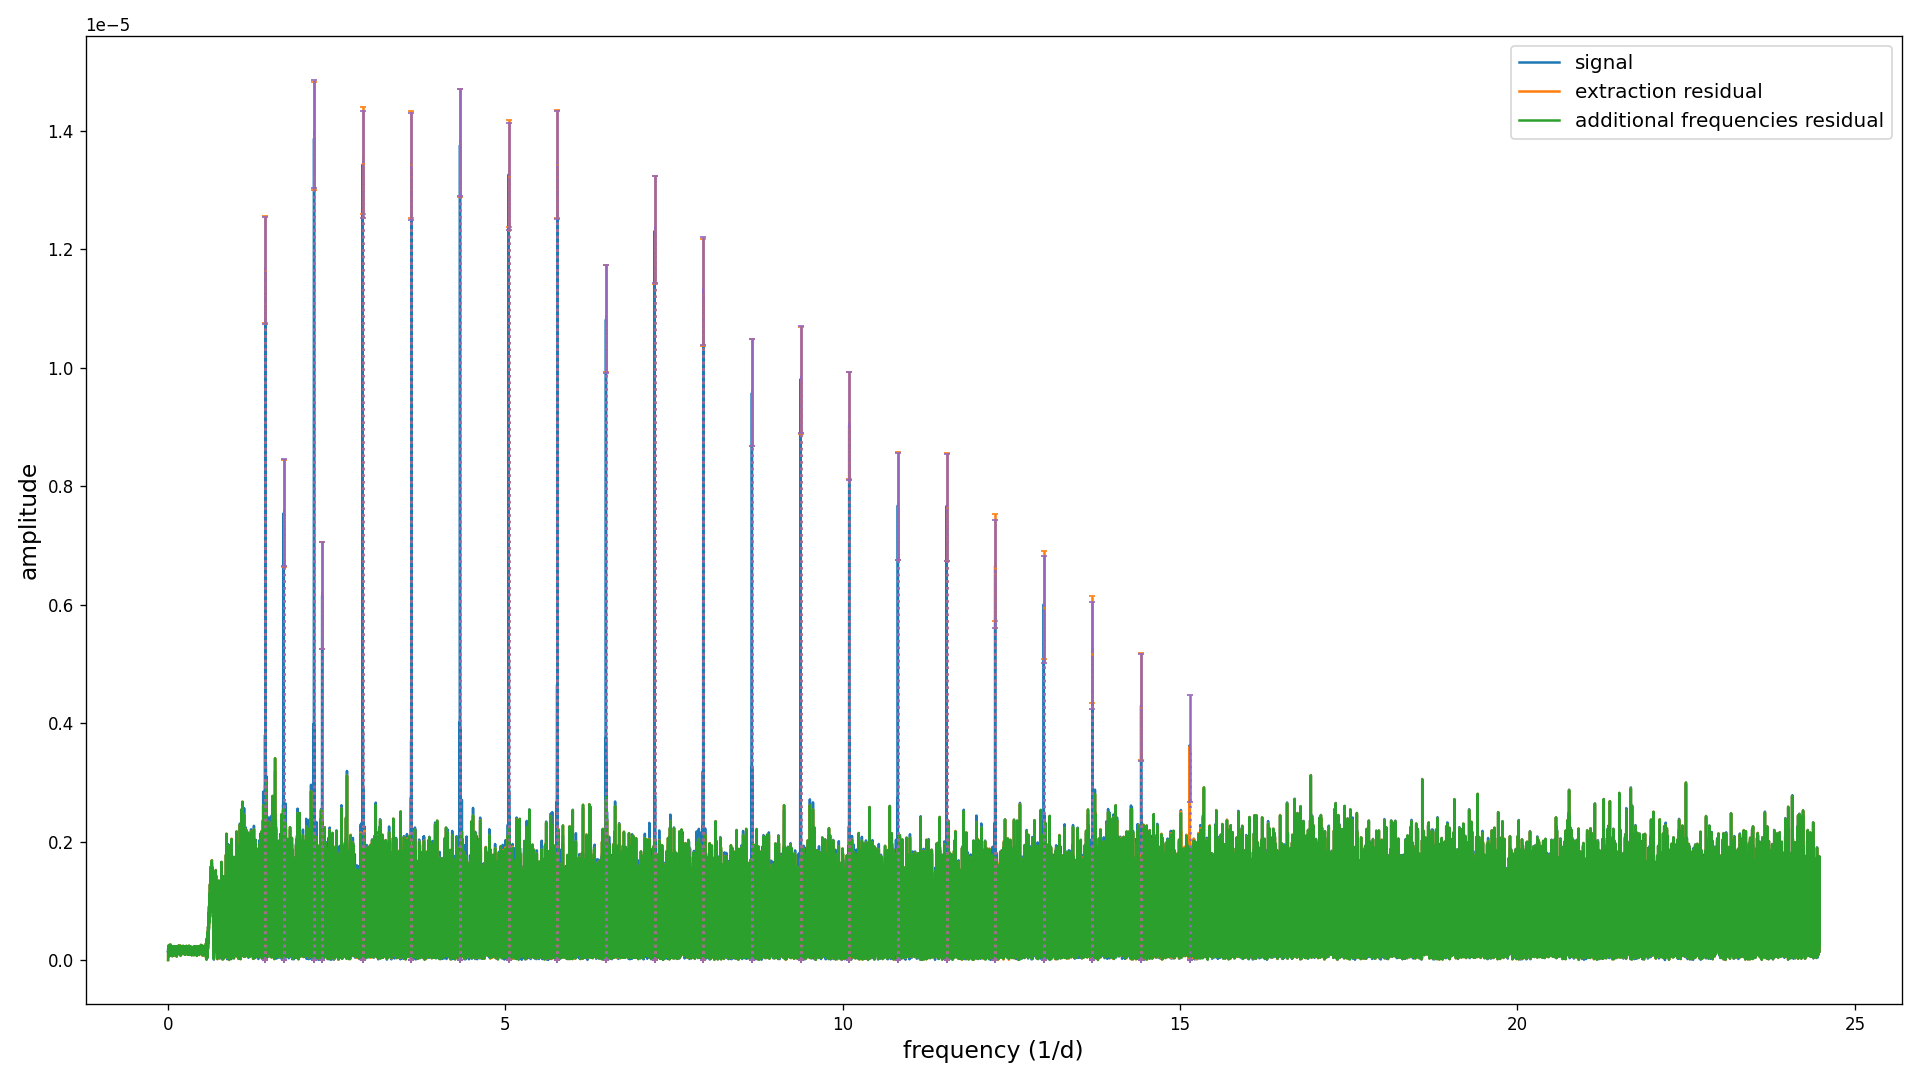 1e−5
signal
extraction residual
additional frequencies residual
1.4
1.2
1.0
0.8
0.6
0.4
0.2
0.0
amplitude
0 5 10 15 20 25
frequency (1/d)